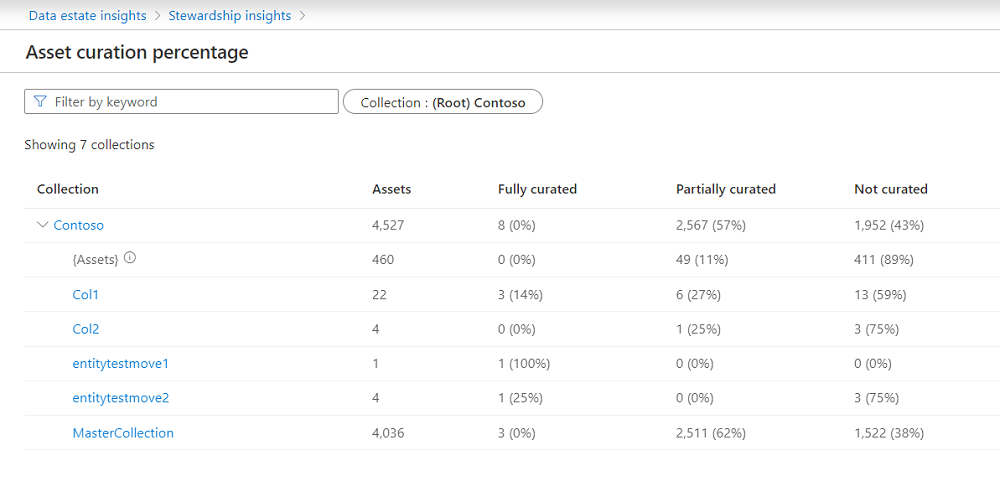 Data estate insights > Stewardship insights >
Asset curation percentage
Filter by keyword Collection : (Root) Contoso
Showing 7 collections
Collection Assets Fully curated Partially curated Not curated
Contoso 4,527 8 (0%) 2,567 (57%) 1,952 (43%)
{Assets} 460 0 (0%) 49 (11%) 411 (89%)
Col1 22 3 (14%) 6 (27%) 13 (59%)
Col2 4 0 (0%) 1 (25%) 3 (75%)
entitytestmove1 1 1 (100%) 0 (0%) 0 (0%)
entitytestmove2 4 1 (25%) 0 (0%) 3 (75%)
MasterCollection 4,036 3 (0%) 2,511 (62%) 1,522 (38%)